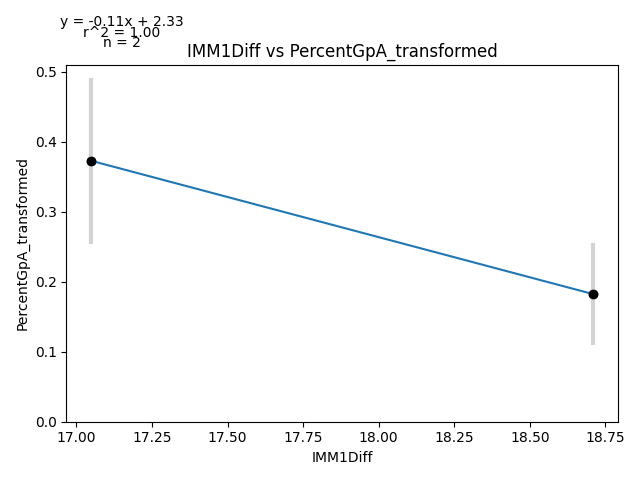 y = -0.11x + 2.33
r^2 = 1.00
n = 2
IMM1Diff vs PercentGpA_transformed
0.5
0.4
0.3
0.2
0.1
0.0
PercentGpA_transformed
17.00 17.25 17.50 17.75 18.00 18.25 18.50 18.75
IMM1Diff